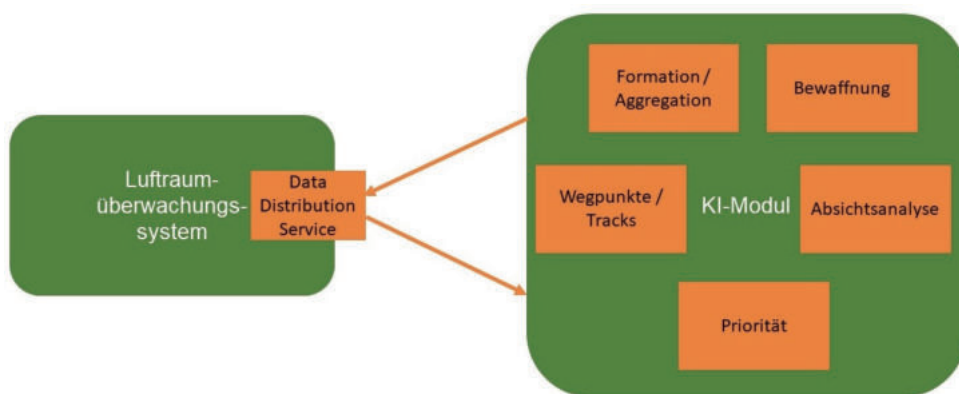 Luftraum-
überwachungs-
system
Data
Distribution
Service
Formation /
Aggregation
Bewaffnung
Wegpunkte /
Tracks
KI-Modul
Absichtsanalyse
Priorität